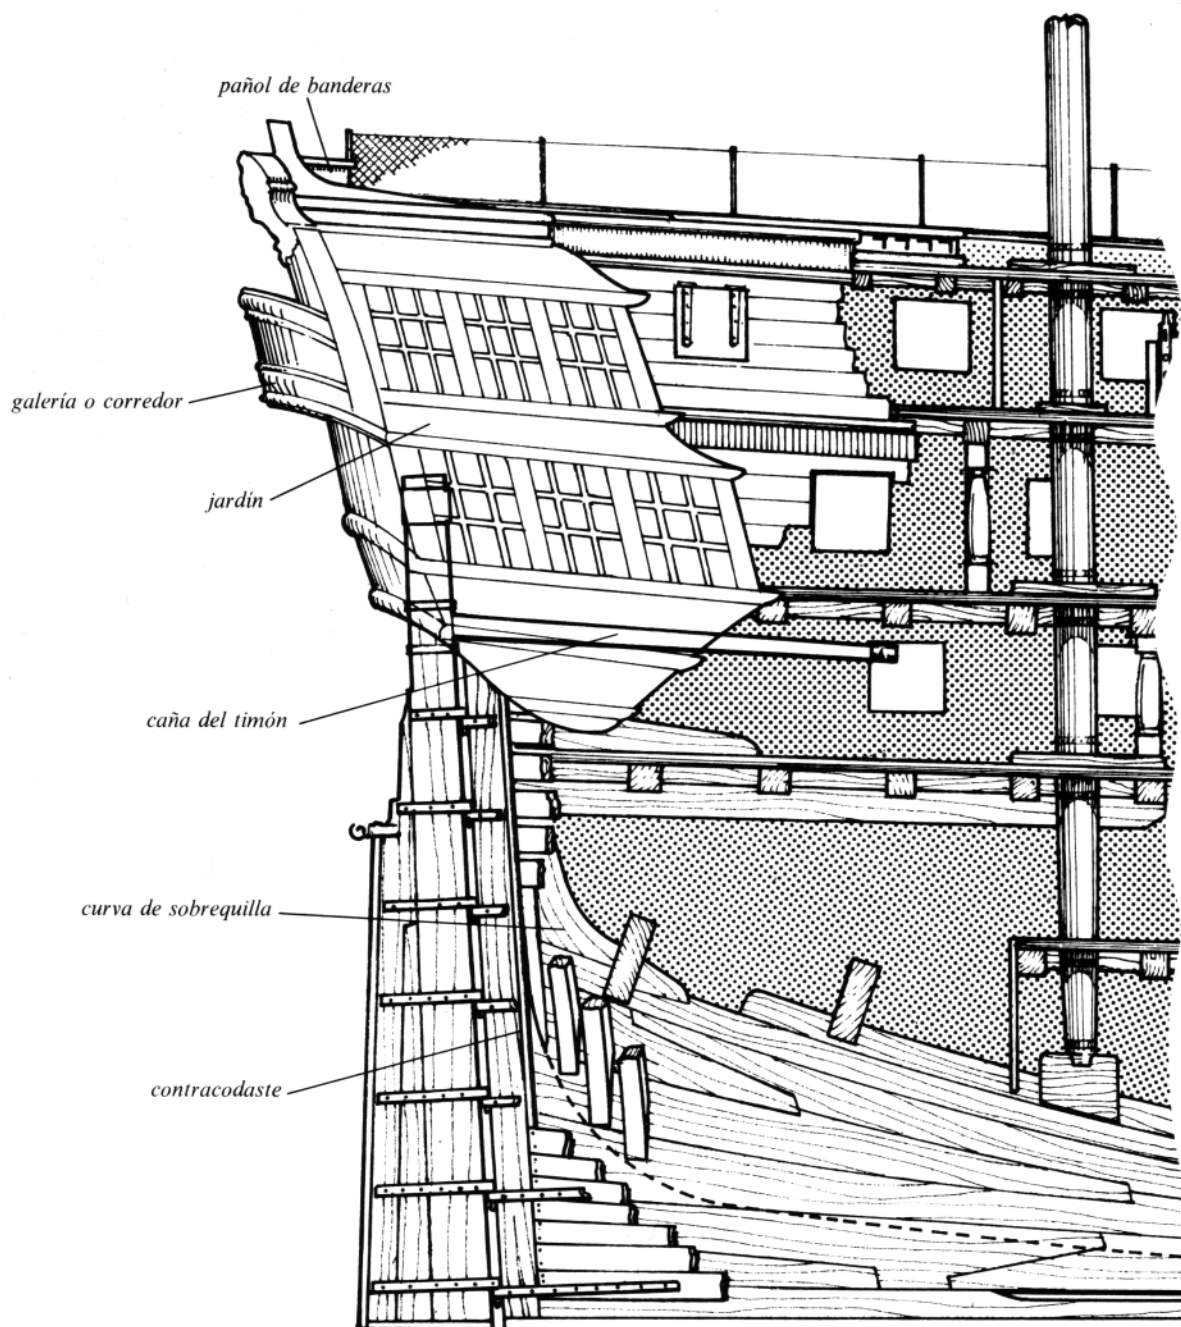 pañol de banderas
galería o corredor
jardín
caña del timón
curva de sobrequilla
contracodaste